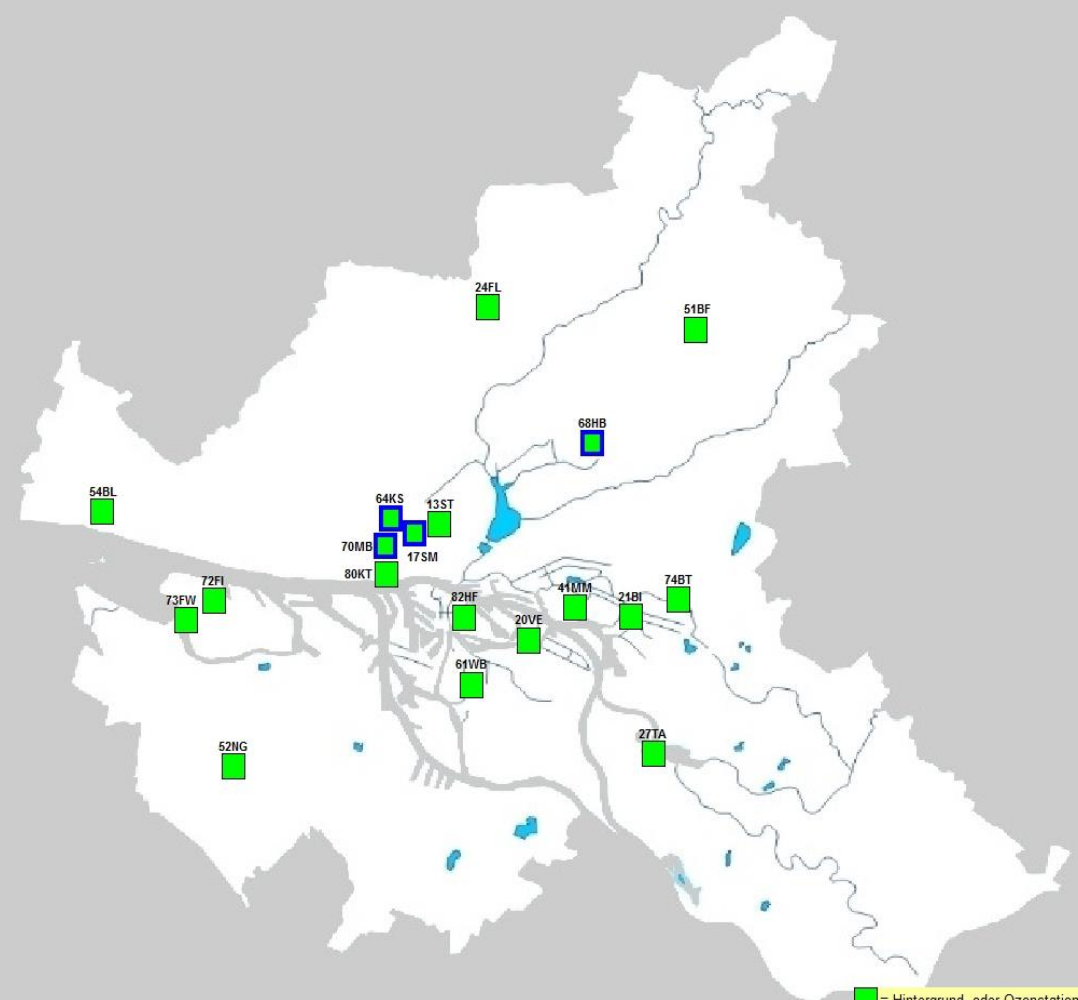 24FL
51BF
68HB
54BL
64KS
13ST
70MB
17SM
80KT
72FI
73FW
82HF
41MM
74BT
21BI
20VE
61WB
27TA
52NG
= Hintergrund- oder Ozonstation